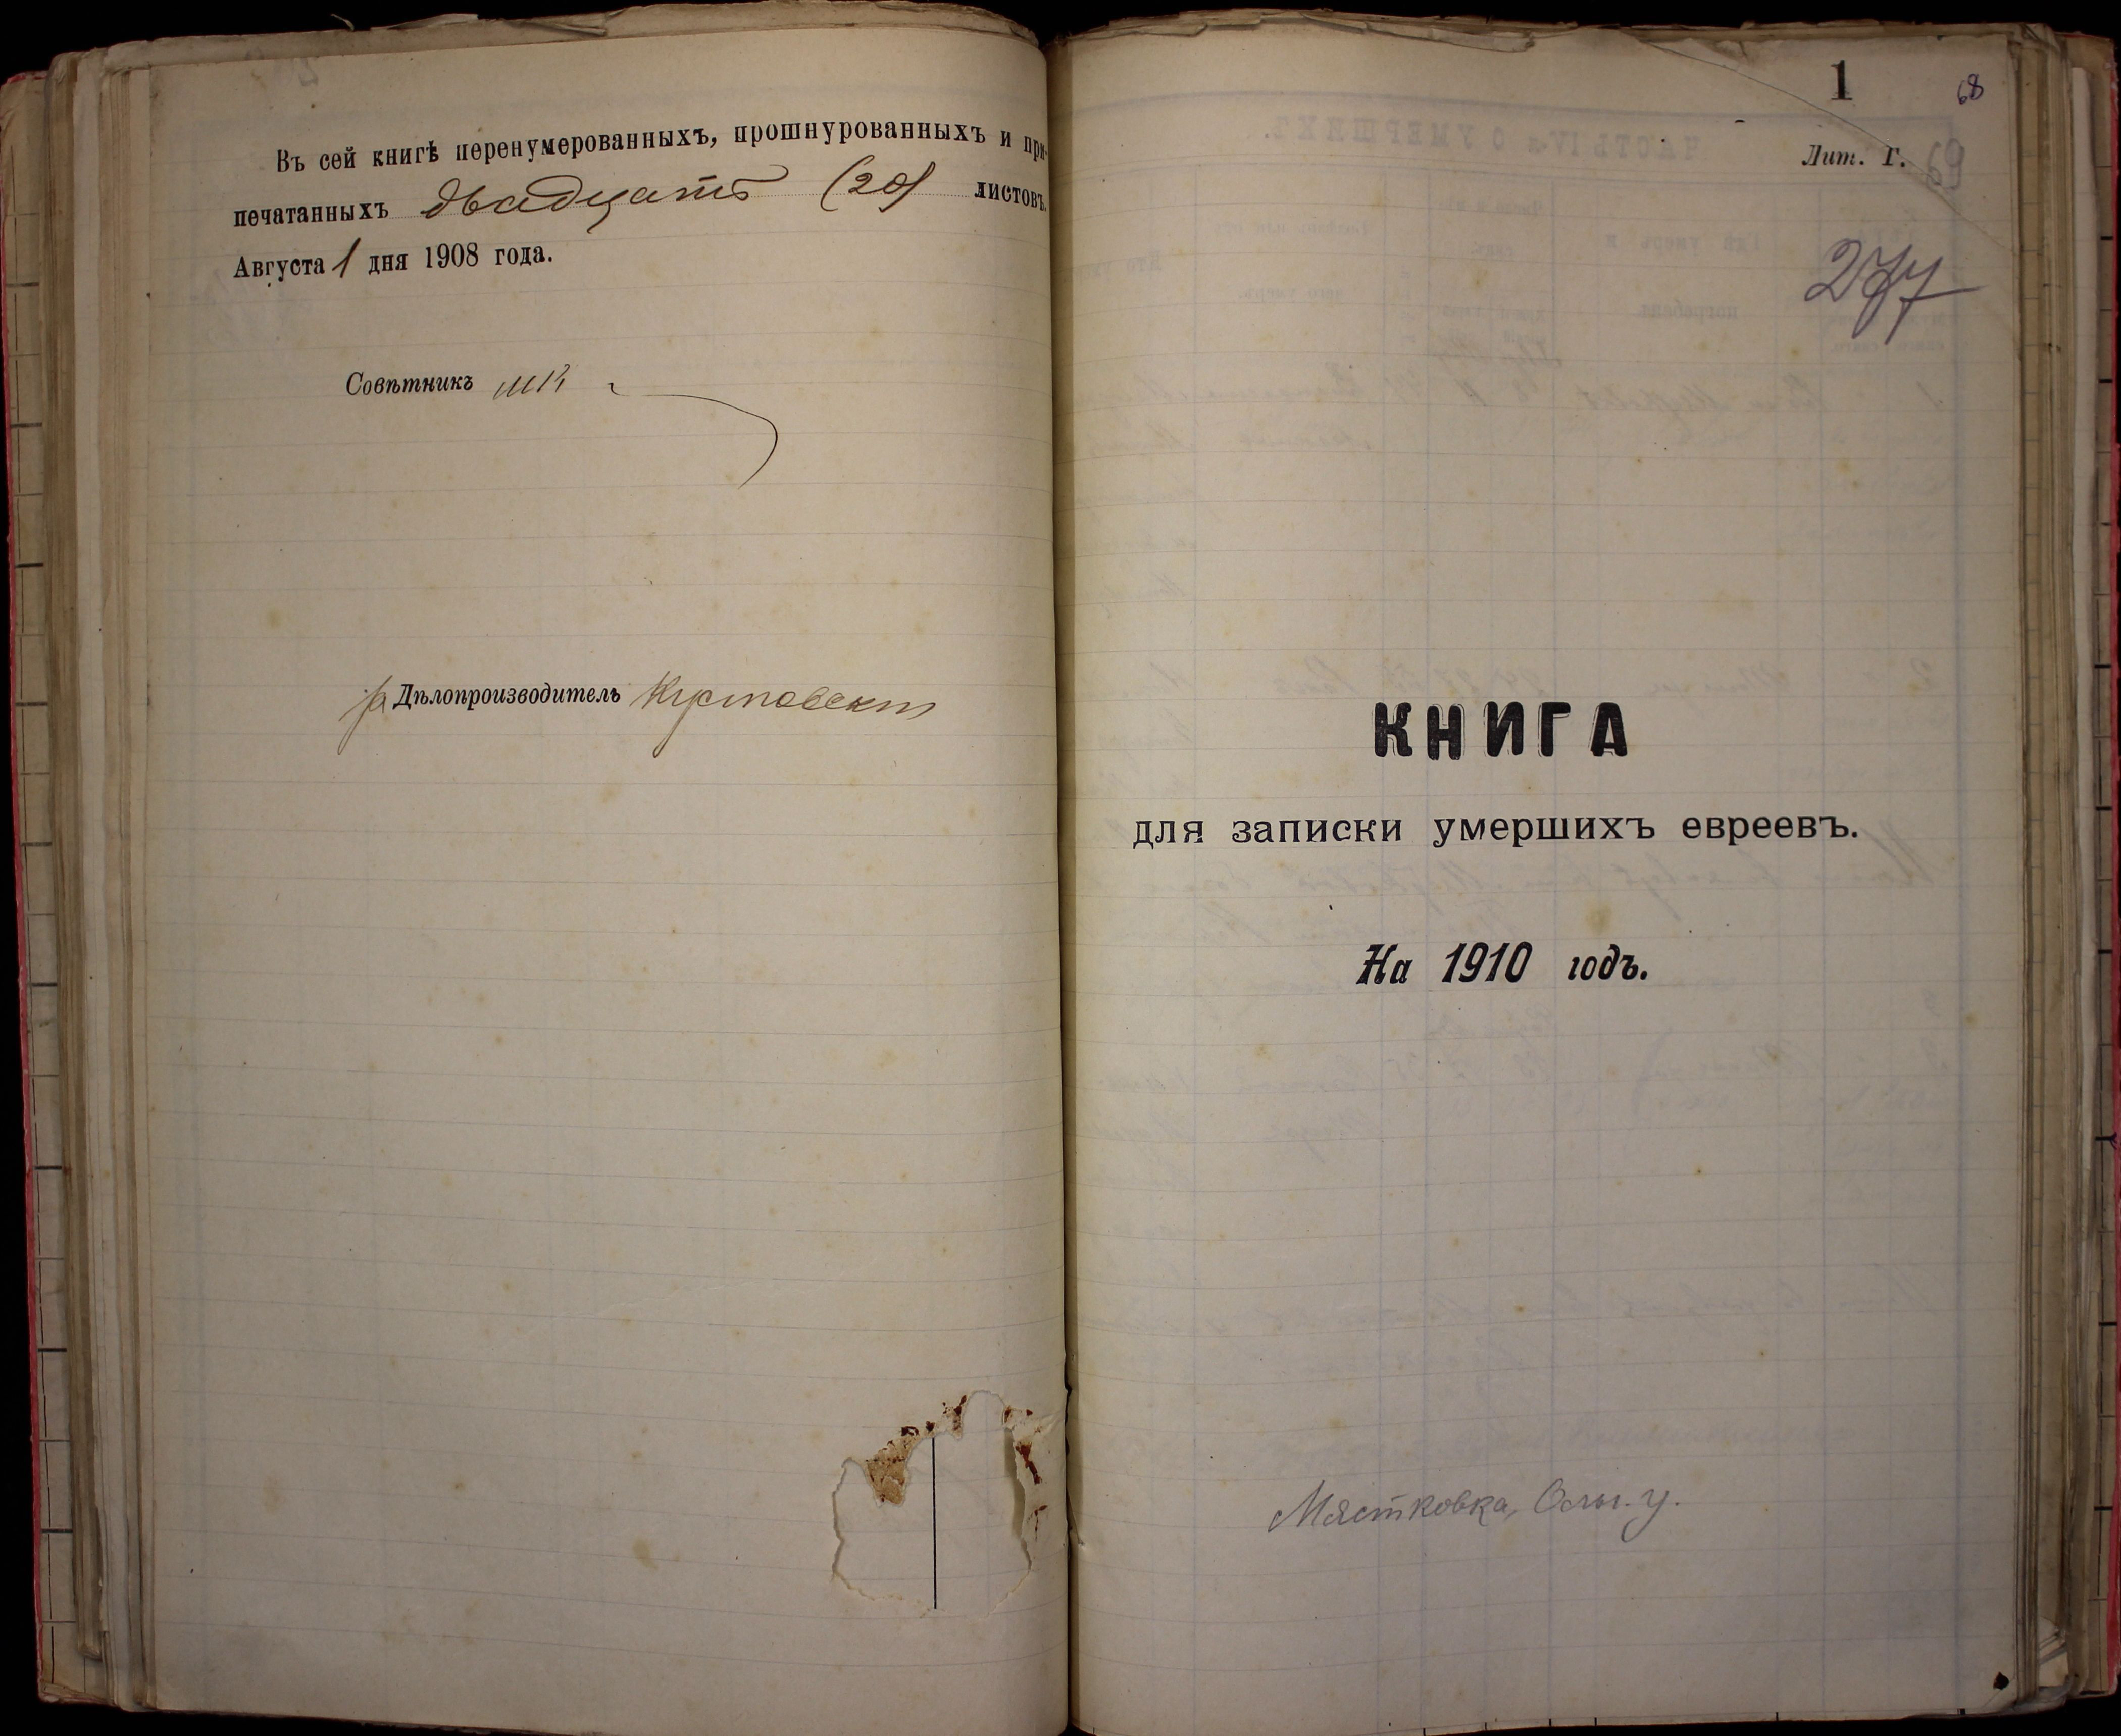 Въ сей книгѣ перенумерованныхъ, прошнурованныхъ и при-
печатанныхъ двадцать (20) листовъ.
Августа 1 дня 1908 года.
Совѣтникъ
Дѣлопроизводитель
1
68
Лит. Г.
69
277
КНИГА
для записки умершихъ евреевъ.
На 1910 годъ.
Мястковка, Ольг. у.